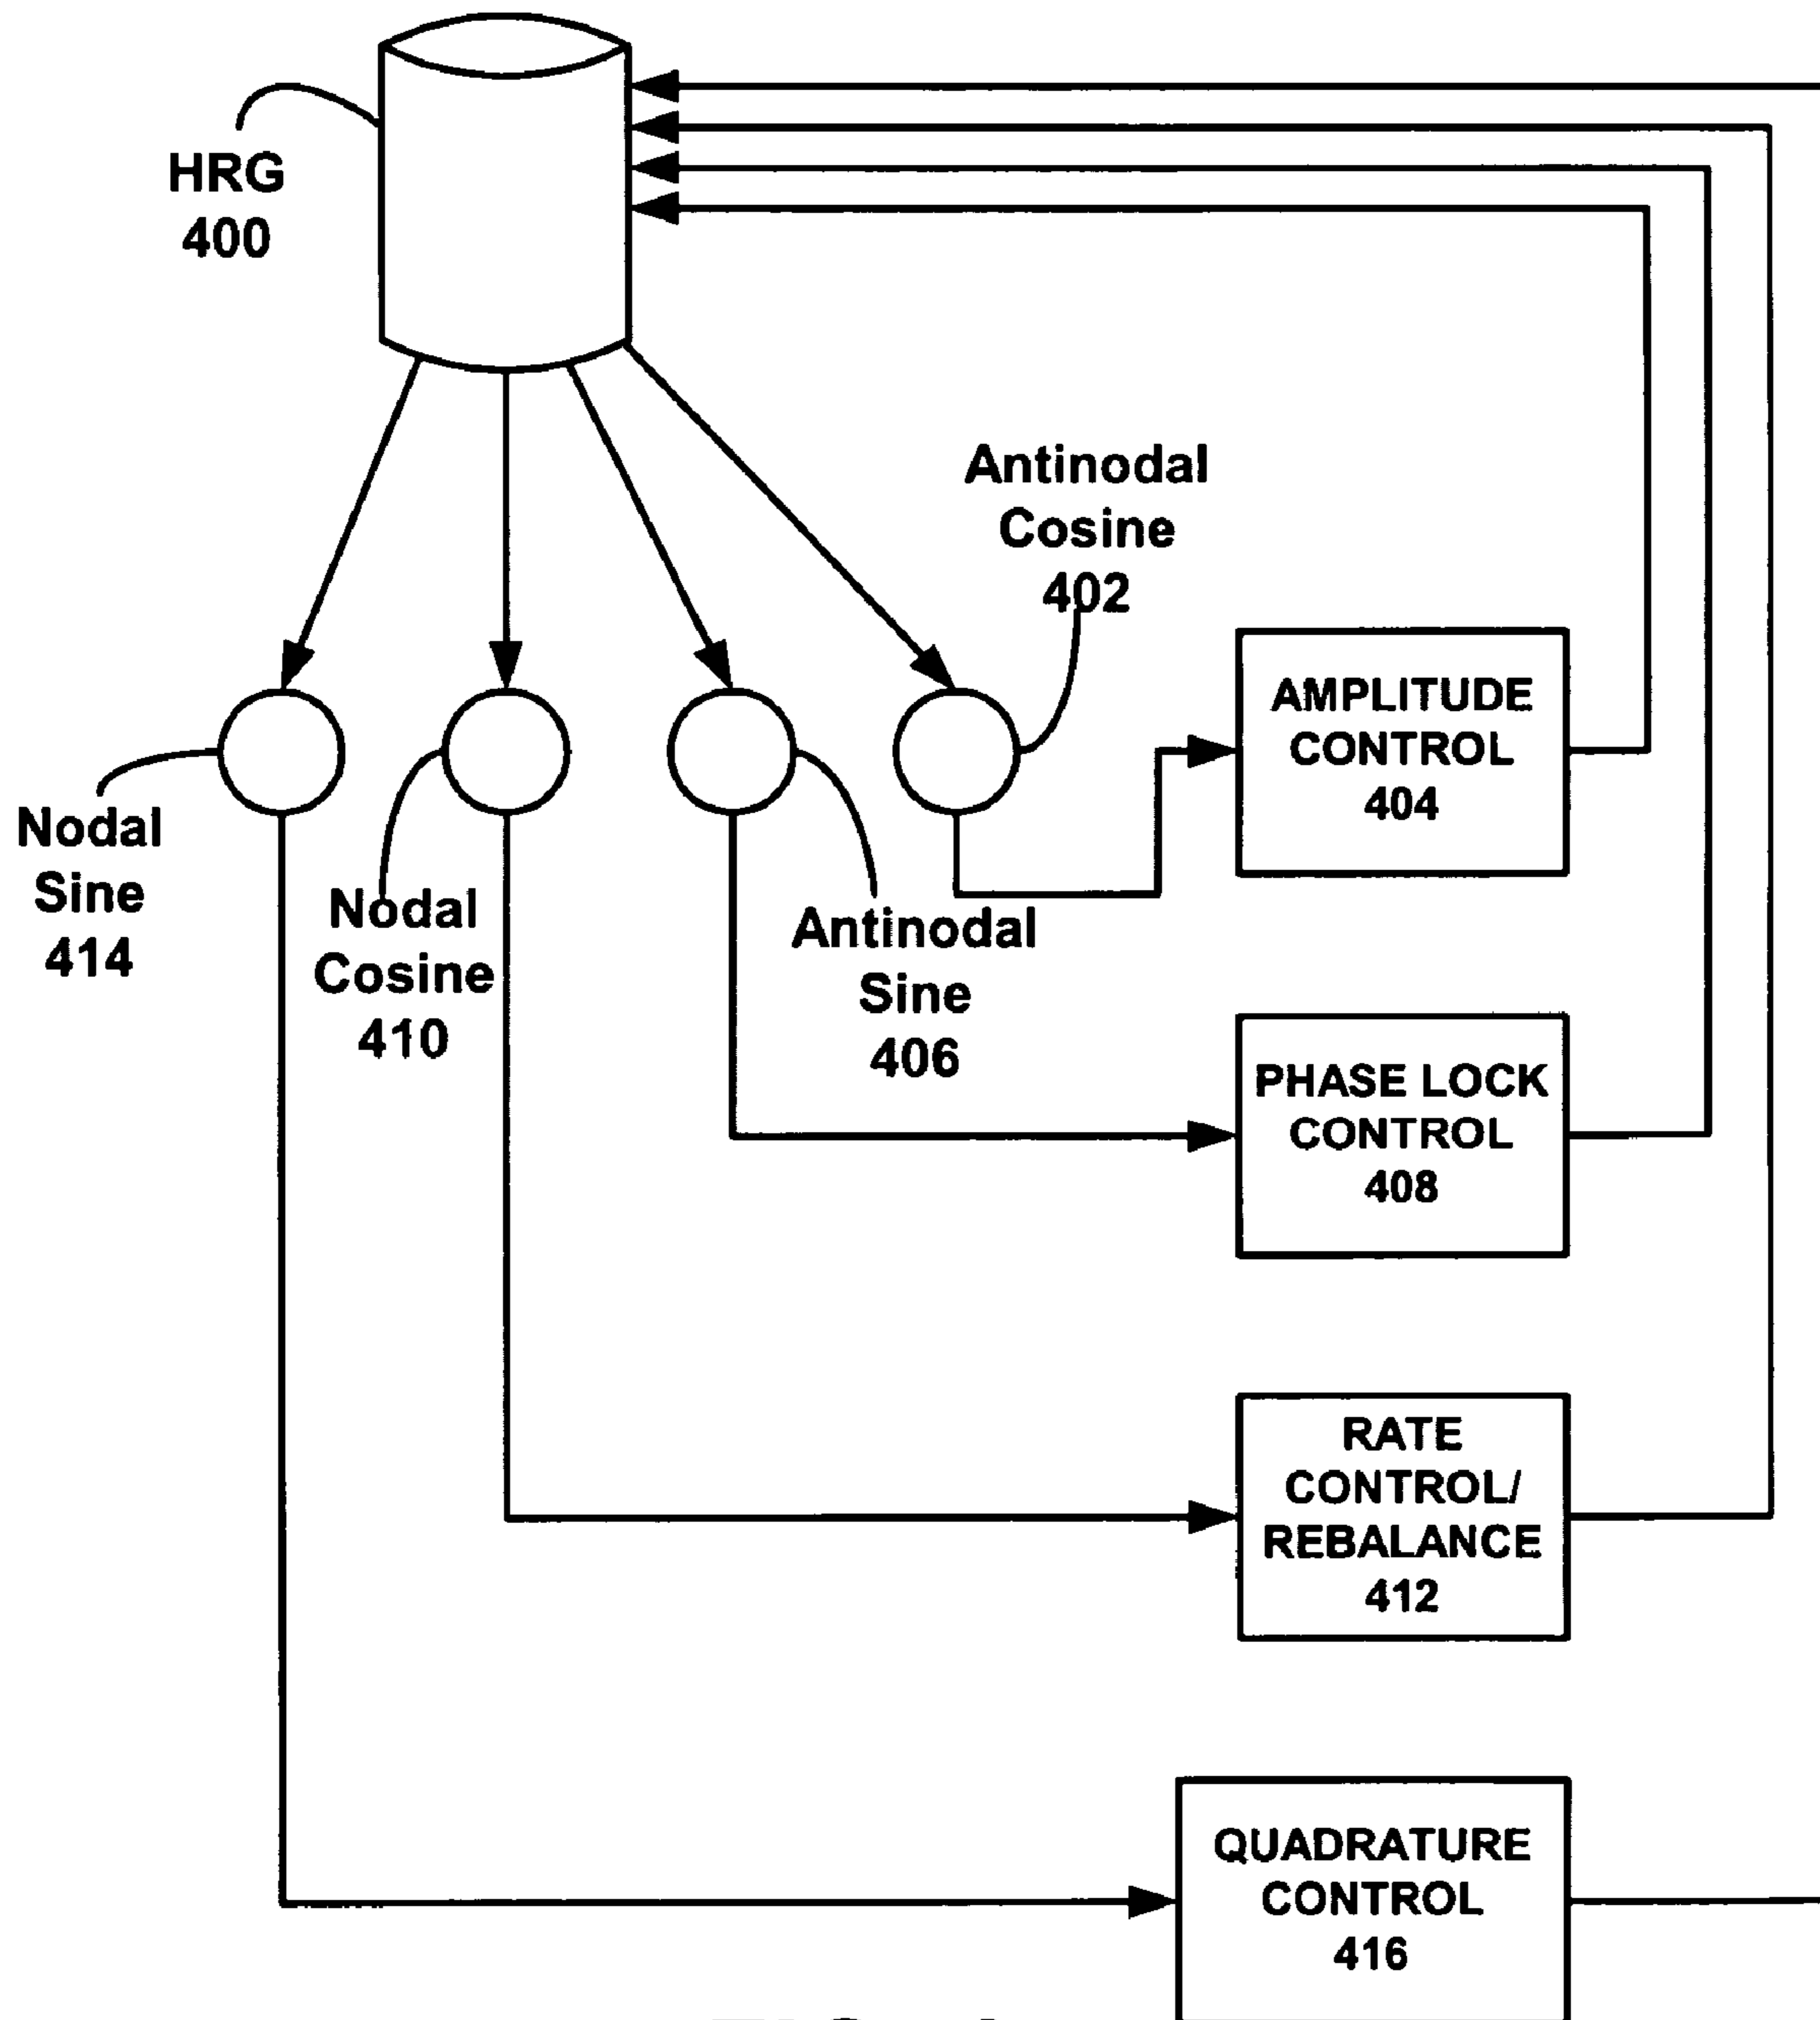 HRG
400
Antinodal
Cosine
402
AMPLITUDE
CONTROL
404
Nodal
Sine
414
Nodal
Cosine
410
Antinodal
Sine
406
PHASE LOCK
CONTROL
408
RATE
CONTROL/
REBALANCE
412
QUADRATURE
CONTROL
416